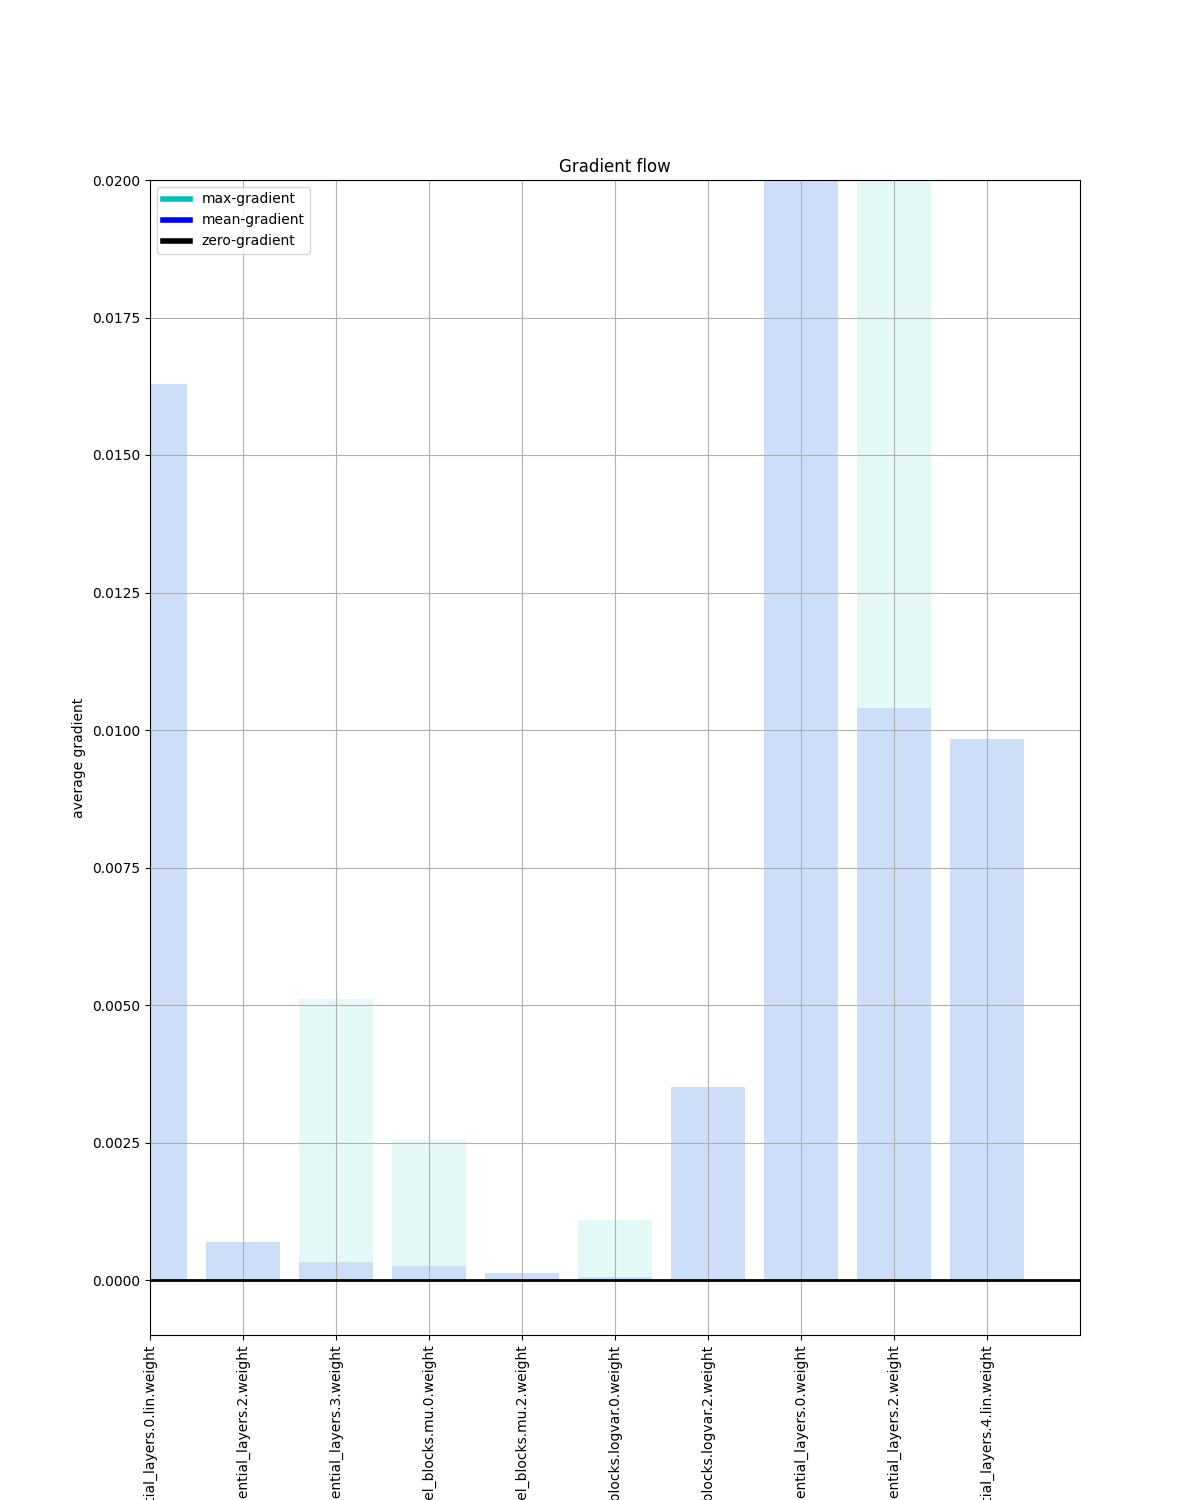 Gradient flow
max-gradient
mean-gradient
zero-gradient
0.0200
0.0175
0.0150
0.0125
0.0100
0.0075
0.0050
0.0025
0.0000
average gradient
tial_layers.0.lin.weight
ential_layers.2.weight
ential_layers.3.weight
el_blocks.mu.0.weight
el_blocks.mu.2.weight
blocks.logvar.0.weight
blocks.logvar.2.weight
ential_layers.0.weight
ential_layers.2.weight
tial_layers.4.lin.weight